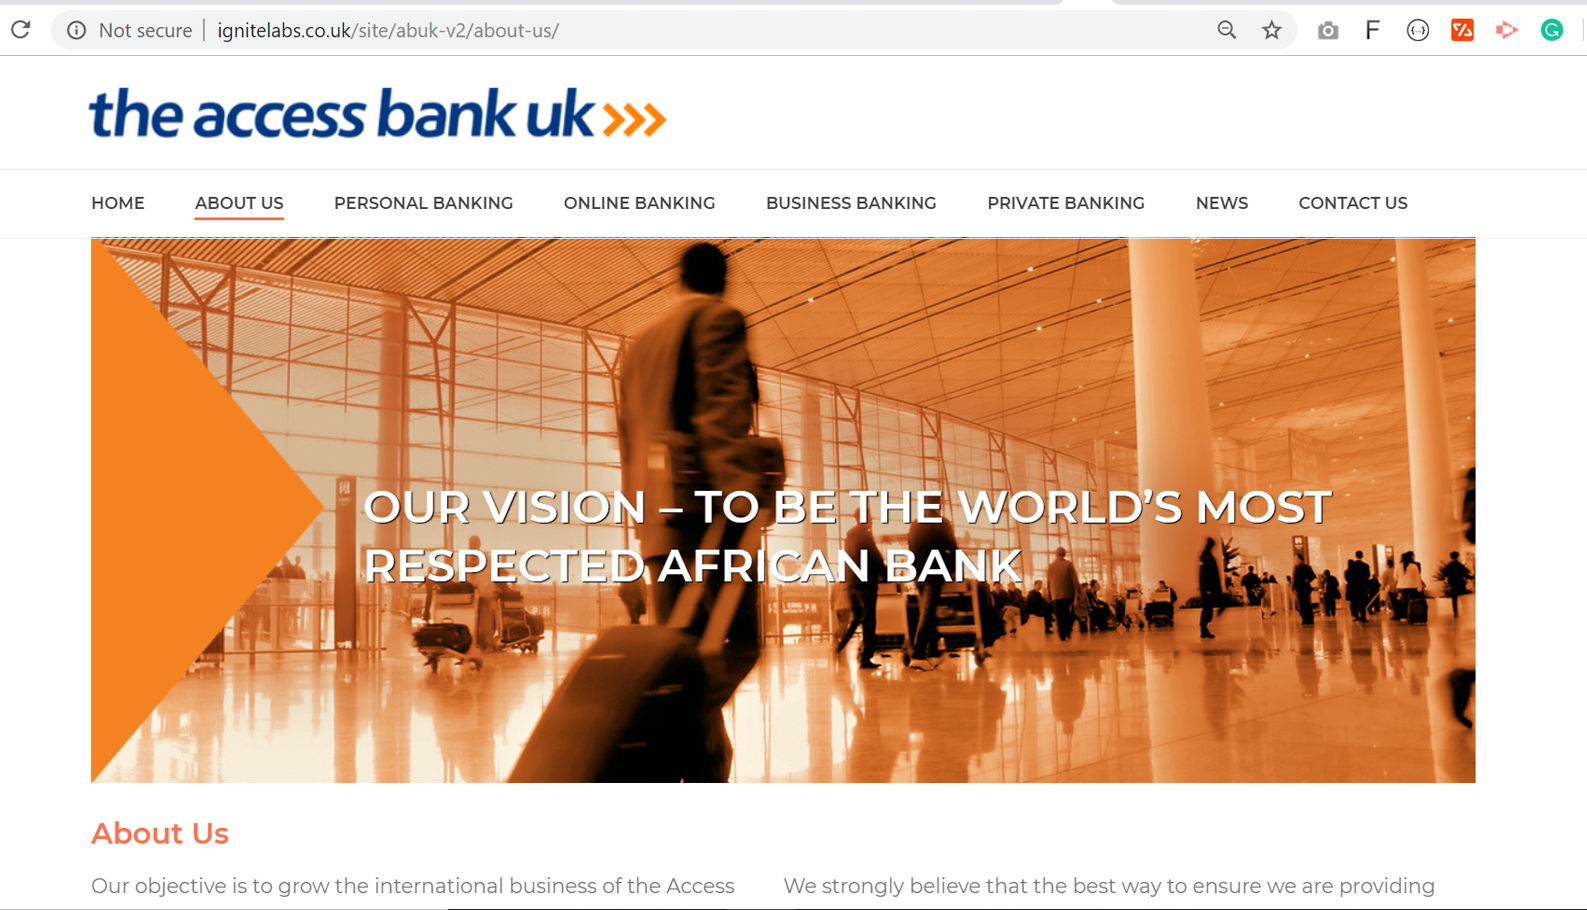 Not secure | ignitelabs.co.uk/site/abuk-v2/about-us/
the access bank uk
HOME ABOUT US PERSONAL BANKING ONLINE BANKING BUSINESS BANKING PRIVATE BANKING NEWS CONTACT US
OUR VISION – TO BE THE WORLD’S MOST
RESPECTED AFRICAN BANK
About Us
Our objective is to grow the international business of the Access
We strongly believe that the best way to ensure we are providing